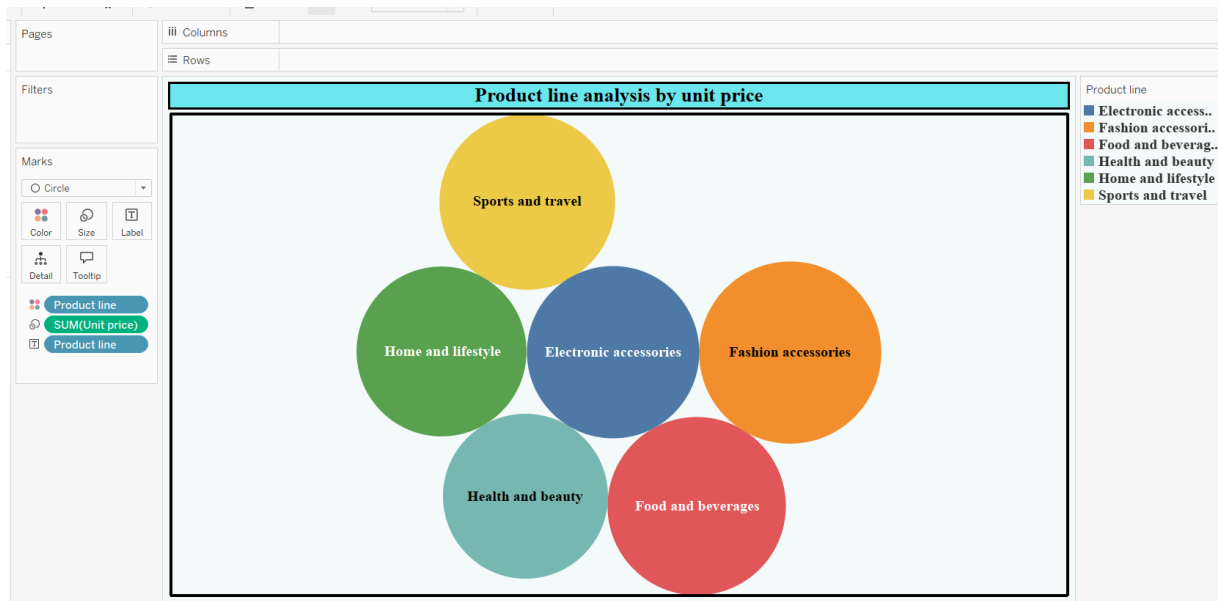 Pages
Columns
Rows
Filters
Product line analysis by unit price
Product line
Electronic access..
Fashion accessori..
Food and beverag..
Health and beauty
Home and lifestyle
Sports and travel
Marks
Circle
Color
Size
T
Label
Detail
Tooltip
Product line
SUM(Unit price)
T
Product line
Sports and travel
Home and lifestyle
Electronic accessories
Fashion accessories
Health and beauty
Food and beverages